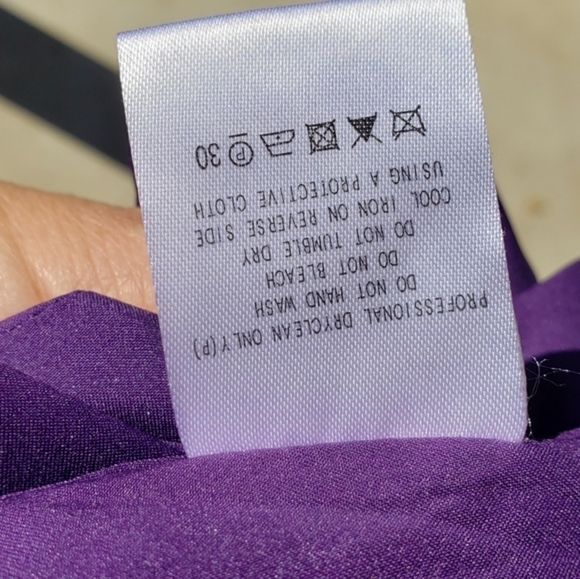 PROFESSIONAL DRYCLEAN ONLY(P)
DO NOT HAND WASH
DO NOT BLEACH
DO NOT TUMBLE DRY
COOL IRON ON REVERSE SIDE
USING A PROTECTIVE CLOTH
P 30